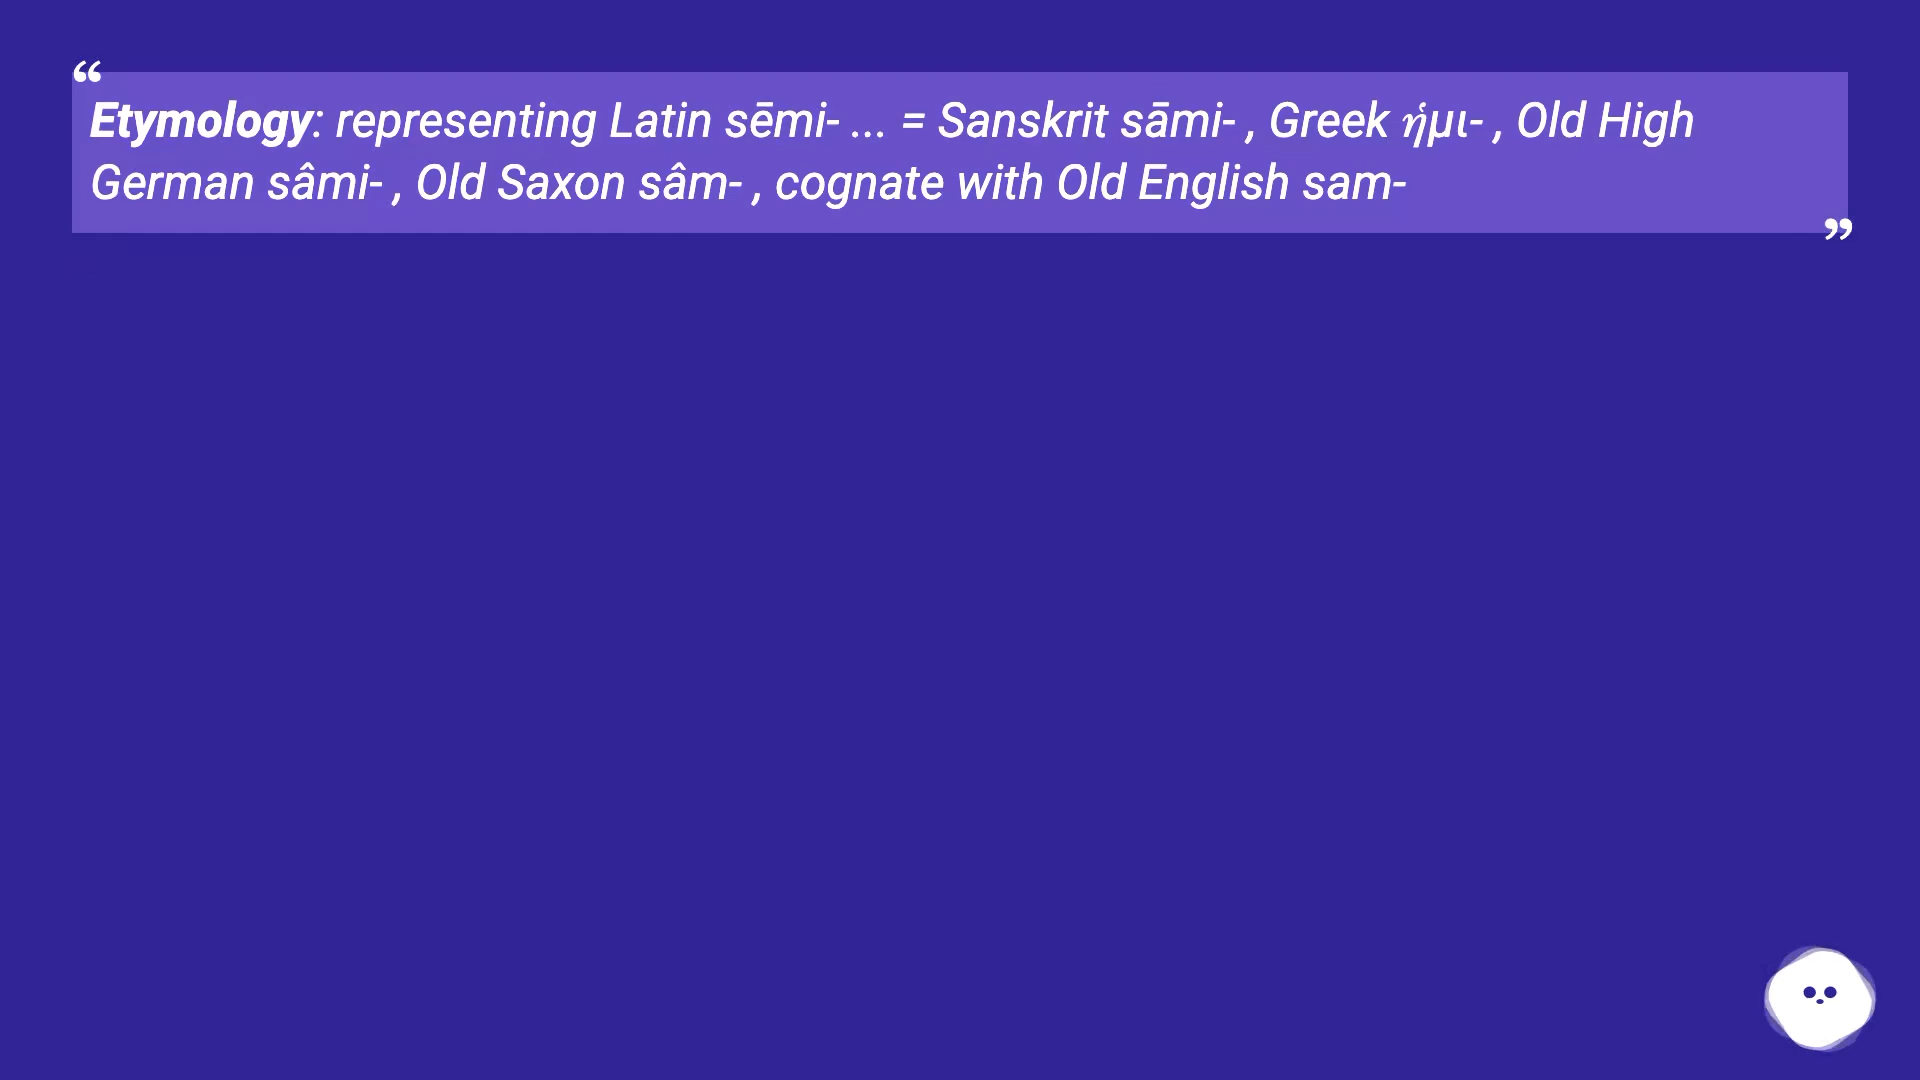 “
Etymology: representing Latin sēmi- ... = Sanskrit sāmi- , Greek ἡμι- , Old High
German sâmi- , Old Saxon sâm- , cognate with Old English sam-
”